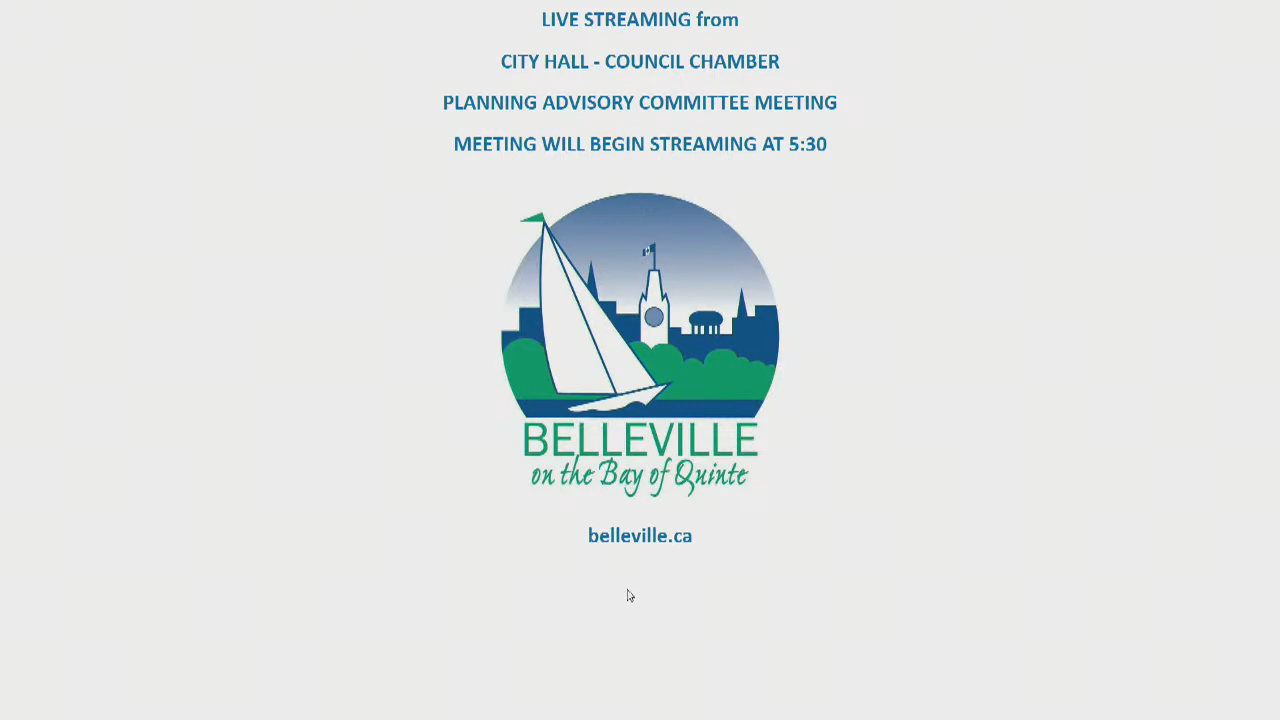 LIVE STREAMING from
CITY HALL - COUNCIL CHAMBER
PLANNING ADVISORY COMMITTEE MEETING
MEETING WILL BEGIN STREAMING AT 5:30
BELLEVILLE
on the Bay of Quinte
belleville.ca